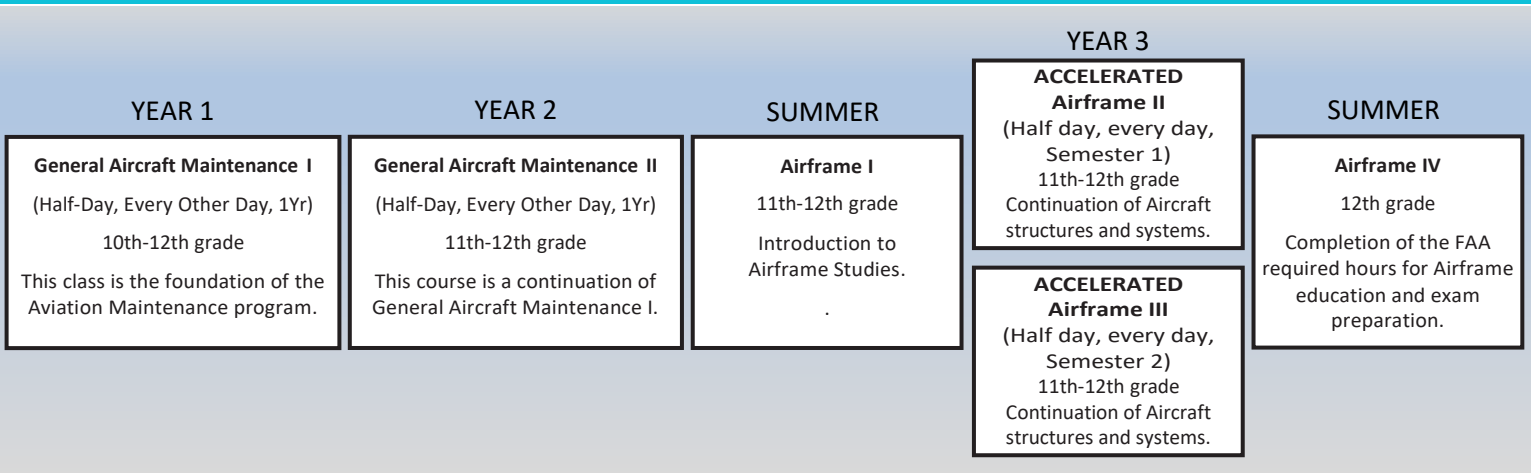 YEAR 1
General Aircraft Maintenance I
(Half-Day, Every Other Day, 1Yr)
10th-12th grade
This class is the foundation of the
Aviation Maintenance program.
YEAR 2
General Aircraft Maintenance II
(Half-Day, Every Other Day, 1Yr)
11th-12th grade
This course is a continuation of
General Aircraft Maintenance I.
SUMMER
Airframe I
11th-12th grade
Introduction to
Airframe Studies.
.
YEAR 3
ACCELERATED
Airframe II
(Half day, every day,
Semester 1)
11th-12th grade
Continuation of Aircraft
structures and systems.
ACCELERATED
Airframe III
(Half day, every day,
Semester 2)
11th-12th grade
Continuation of Aircraft
structures and systems.
SUMMER
Airframe IV
12th grade
Completion of the FAA
required hours for Airframe
education and exam
preparation.